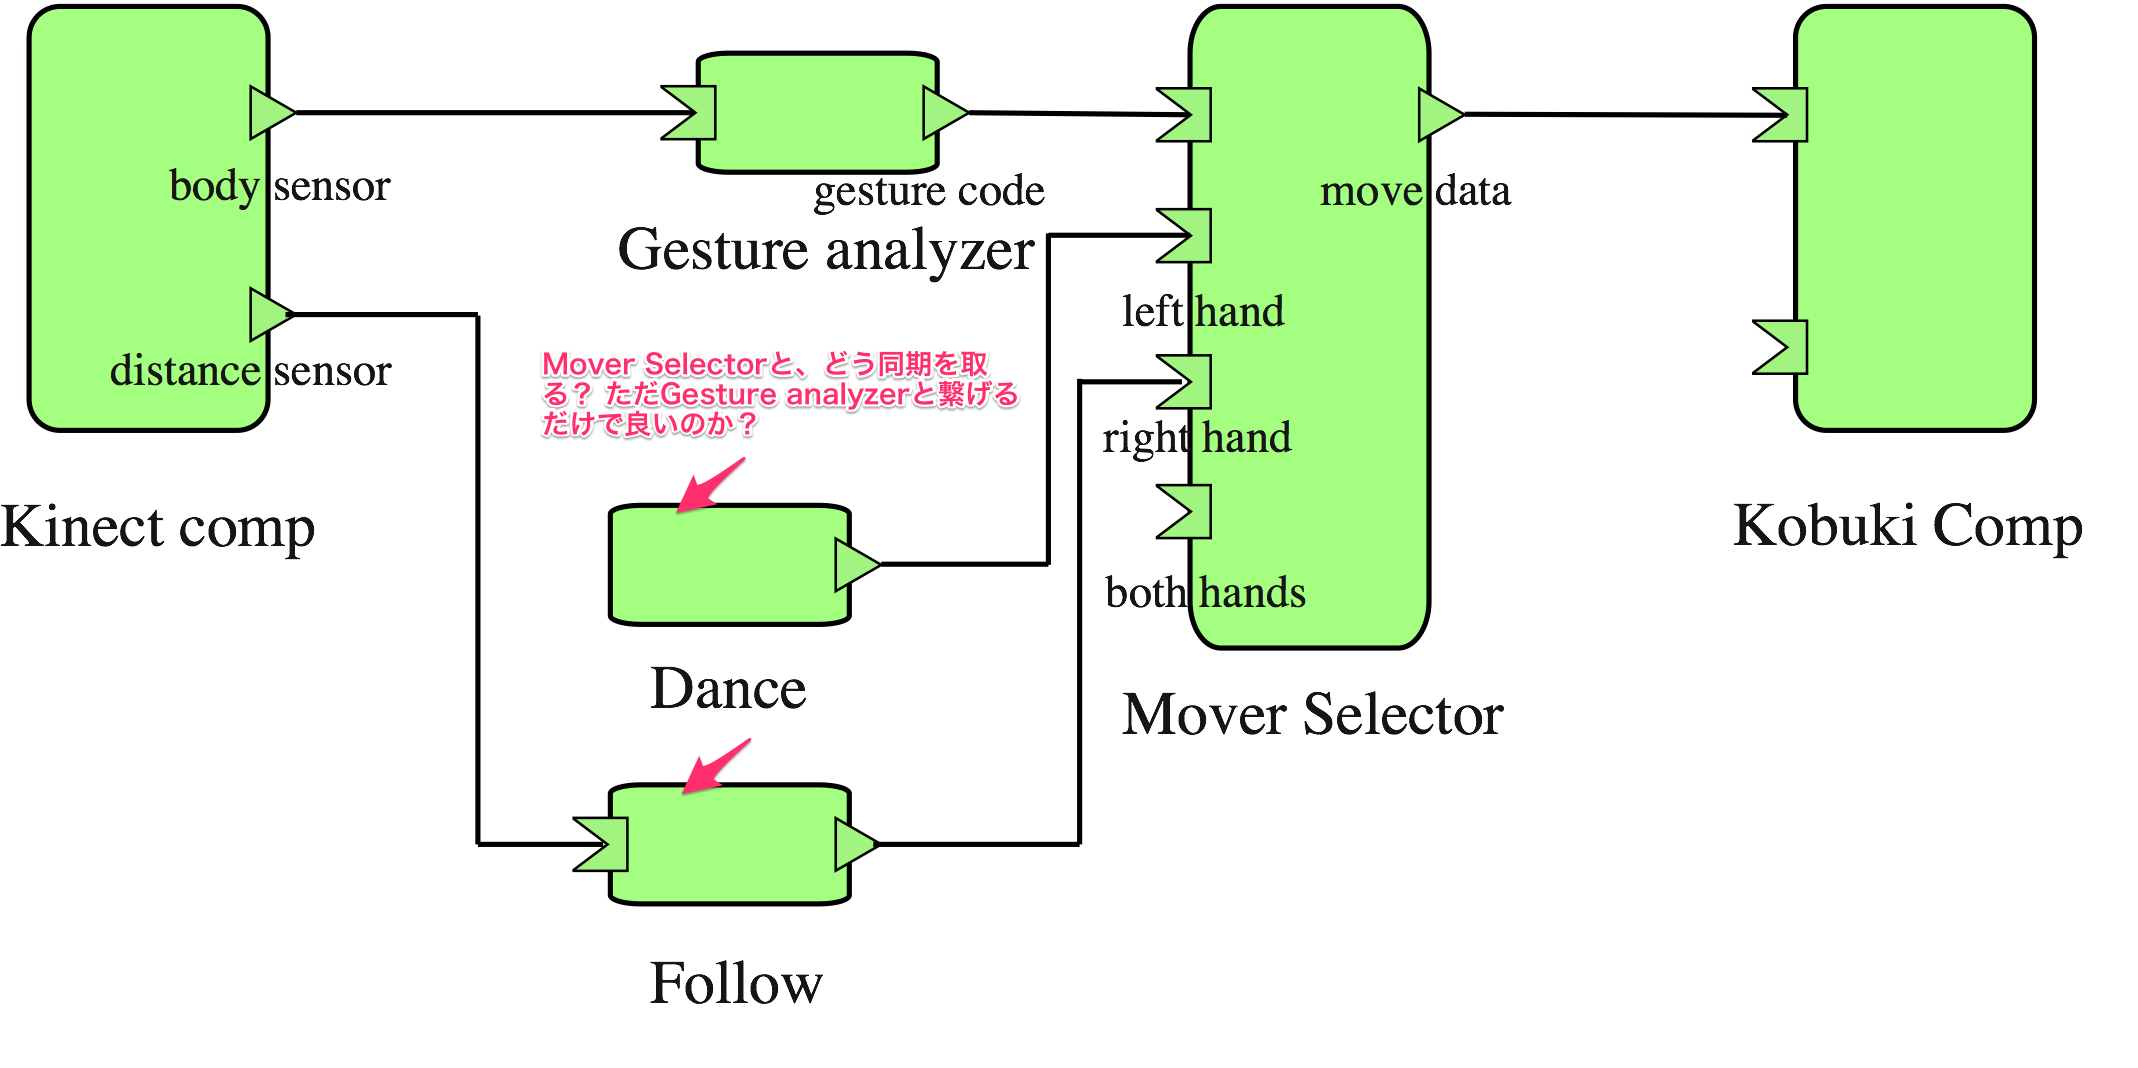 body sensor
gesture code
move data
Gesture analyzer
left hand
distance sensor
Mover Selectorと、どう同期を取
る？ ただGesture analyzerと繋げる
だけで良いのか？
right hand
Kinect comp
Kobuki Comp
both hands
Dance
Mover Selector
Follow